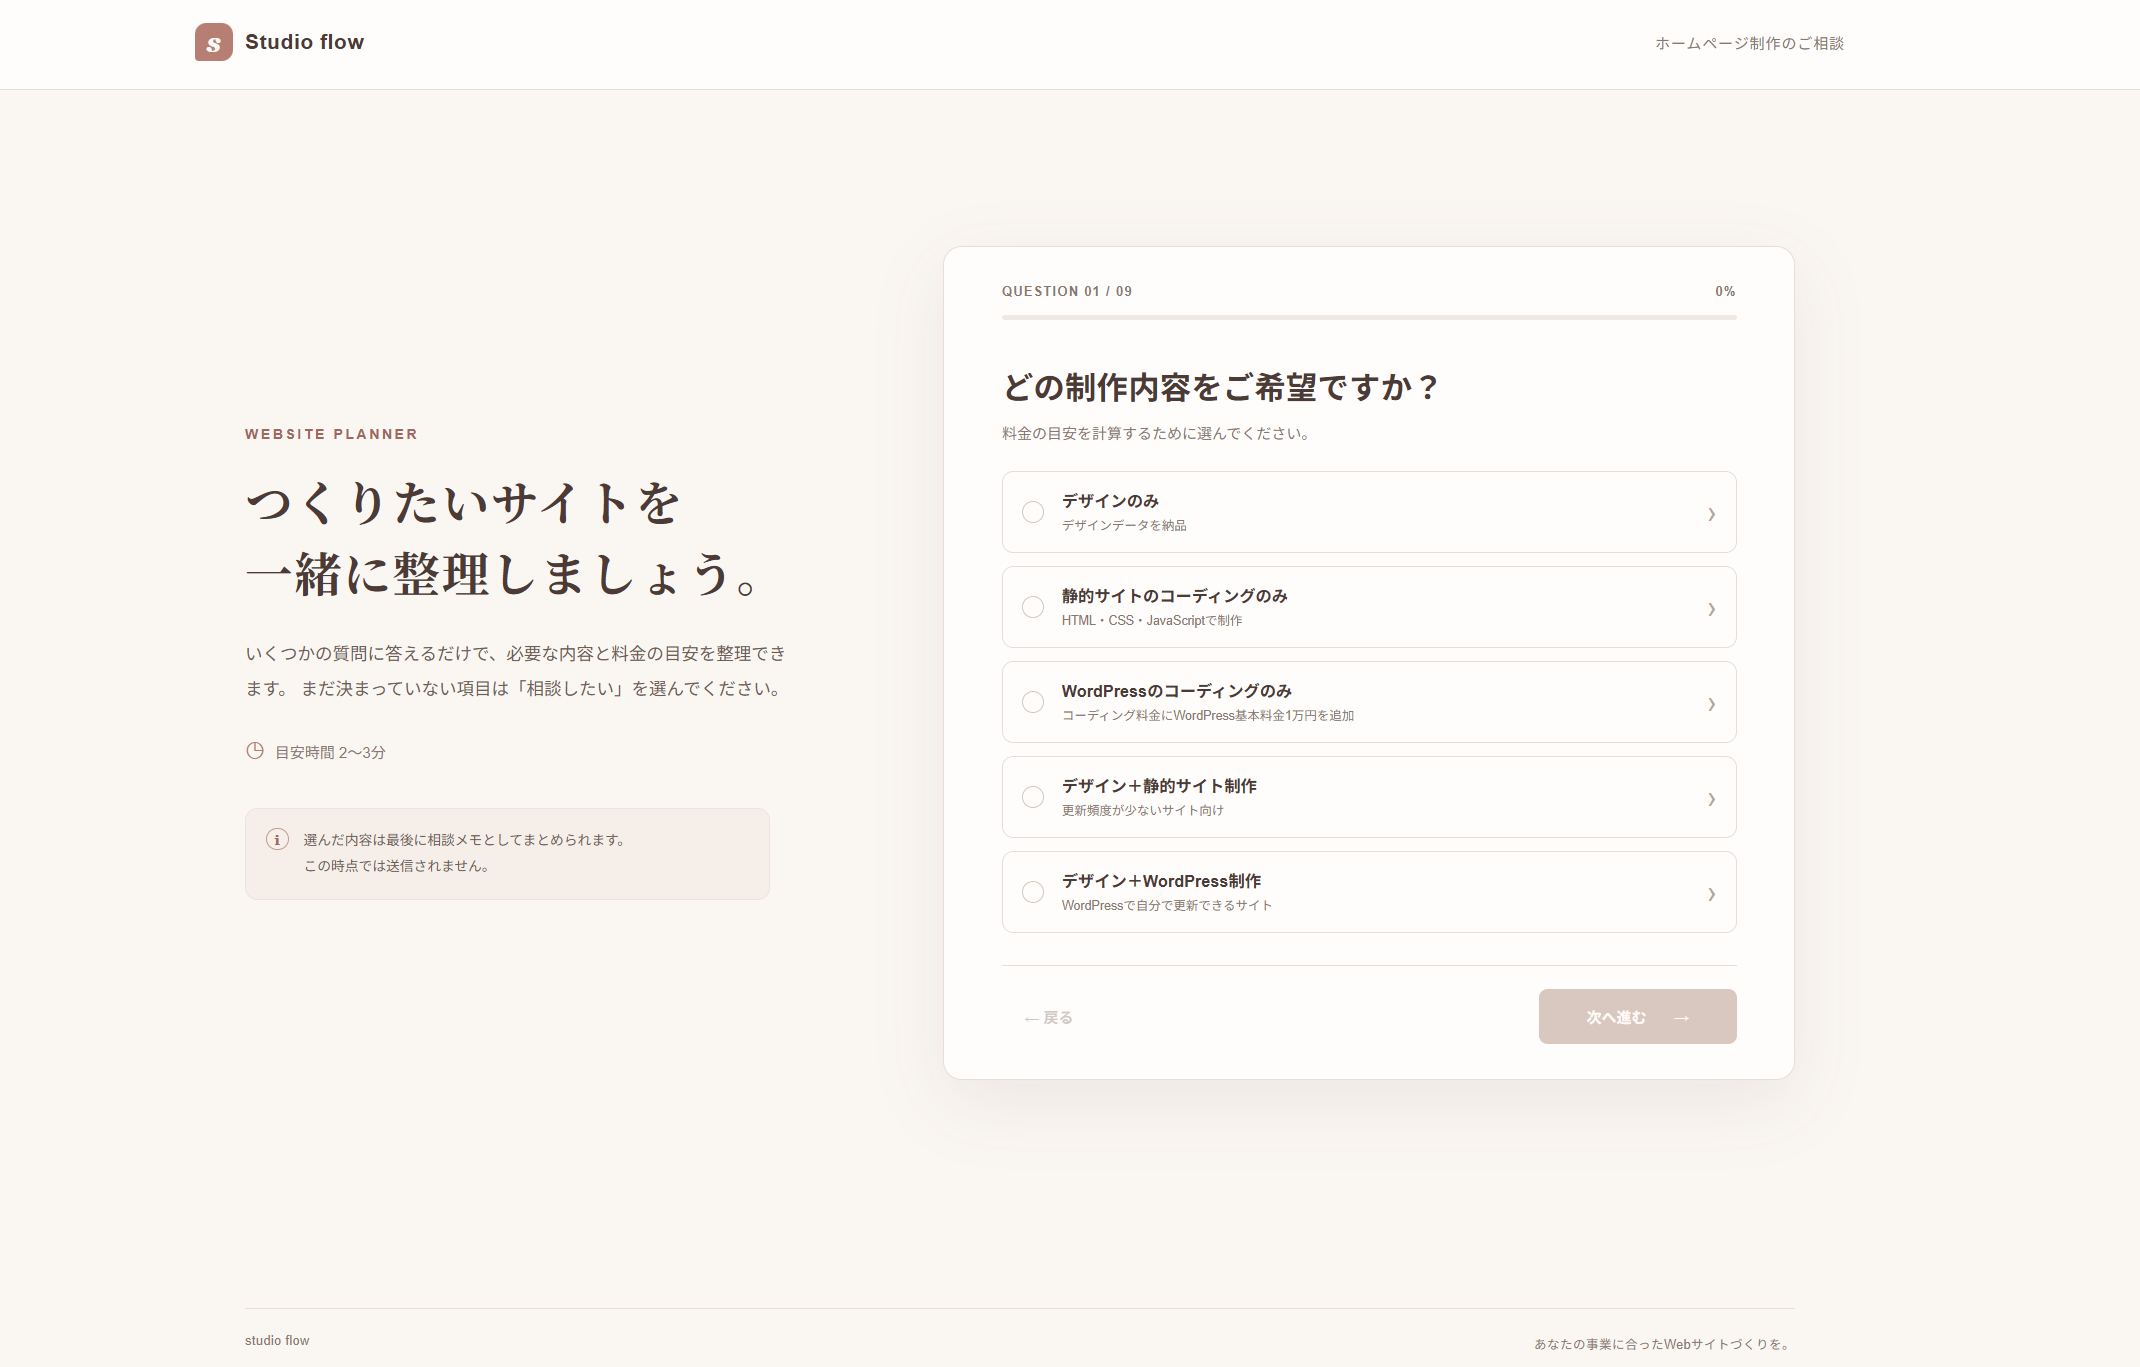 s Studio flow
ホームページ制作のご相談
WEBSITE PLANNER
つくりたいサイトを
一緒に整理しましょう。
いくつかの質問に答えるだけで、必要な内容と料金の目安を整理でき
ます。 まだ決まっていない項目は「相談したい」を選んでください。
目安時間 2〜3分
i 選んだ内容は最後に相談メモとしてまとめられます。
この時点では送信されません。
QUESTION 01 / 09
0%
どの制作内容をご希望ですか？
料金の目安を計算するために選んでください。
デザインのみ
デザインデータを納品
静的サイトのコーディングのみ
HTML・CSS・JavaScriptで制作
WordPressのコーディングのみ
コーディング料金にWordPress基本料金1万円を追加
デザイン＋静的サイト制作
更新頻度が少ないサイト向け
デザイン＋WordPress制作
WordPressで自分で更新できるサイト
← 戻る
次へ進む →
studio flow
あなたの事業に合ったWebサイトづくりを。